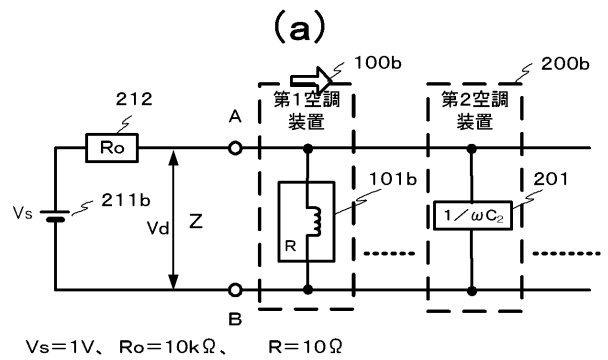 (a)
100b
200b
212
第1空調
装置
第2空調
装置
A
Ro
Vs
211b
Vd
Z
101b
R
201
1/ωC₂
B
Vs=1V、Ro=10kΩ、 R=10Ω